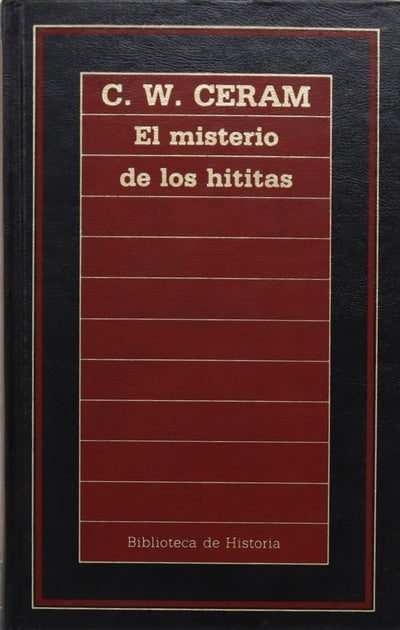 C. W. CERAM
El misterio
de los hititas
Biblioteca de Historia